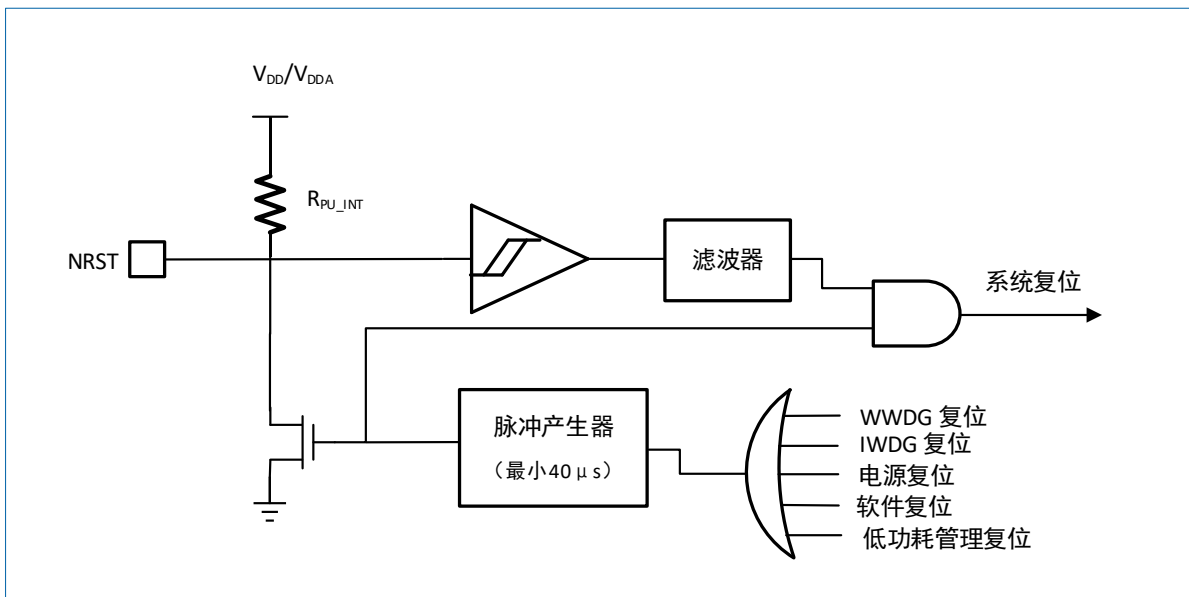 VDD/VDDA
RPU_INT
NRST
滤波器
系统复位
脉冲产生器
（最小40μs）
WWDG 复位
IWDG 复位
电源复位
软件复位
低功耗管理复位